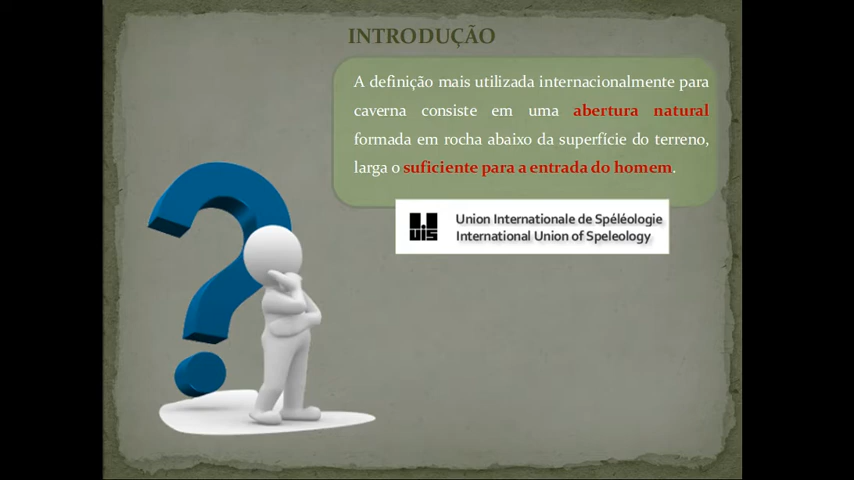 INTRODUÇÃO
A definição mais utilizada internacionalmente para
caverna consiste em uma abertura natural
formada em rocha abaixo da superfície do terreno,
larga o suficiente para a entrada do homem.
uis
Union Internationale de Spéléologie
International Union of Speleology